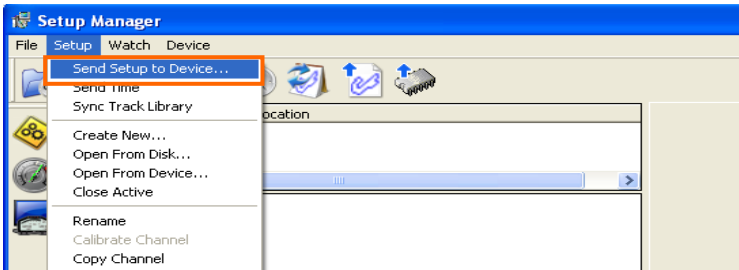 Setup Manager
File Setup Watch Device
Send Setup to Device...
Send Time
Sync Track Library
ocation
Create New...
Open From Disk...
Open From Device...
Close Active
Rename
Calibrate Channel
Copy Channel